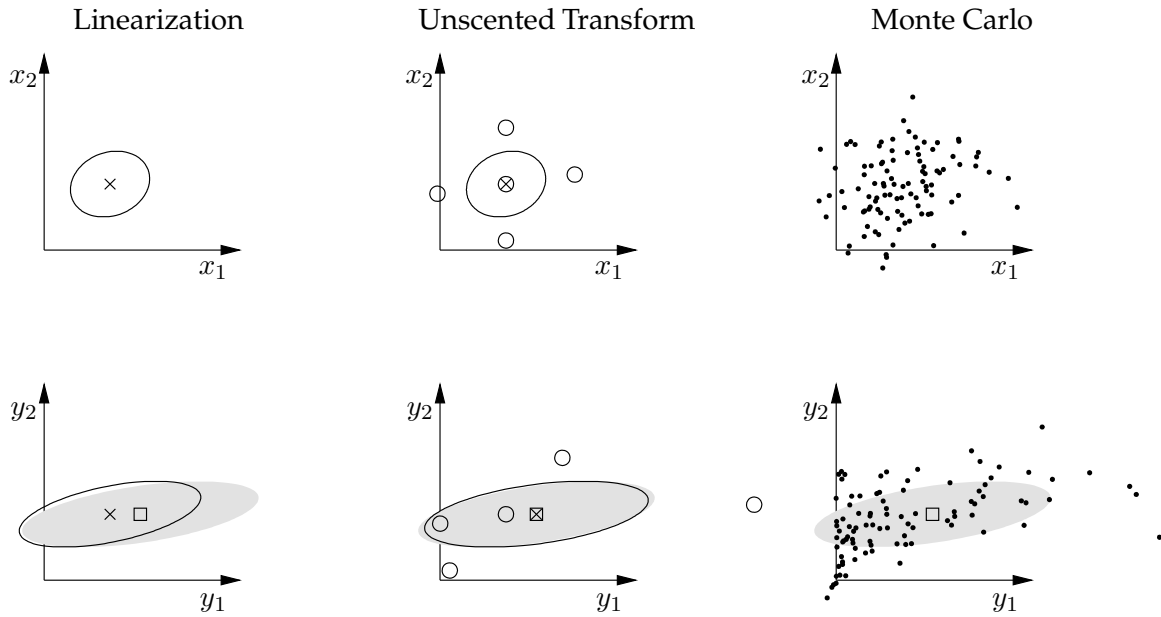 Linearization
Unscented Transform
Monte Carlo
x₂
x₁
x₂
x₁
x₂
x₁
y₂
y₁
y₂
y₁
y₂
y₁